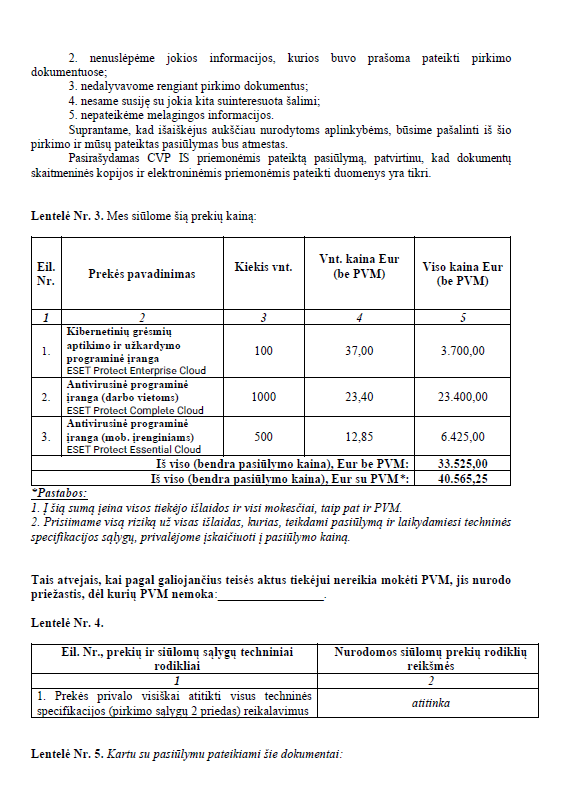 2. nenuslėpėme jokios informacijos, kurios buvo prašoma pateikti pirkimo
dokumentuose;
3. nedalyvavome rengiant pirkimo dokumentus;
4. nesame susiję su jokia kita suinteresuota šalimi;
5. nepateikėme melagingos informacijos.
Suprantame, kad išaiškėjus aukščiau nurodytoms aplinkybėms, būsime pašalinti iš šio
pirkimo ir mūsų pateiktas pasiūlymas bus atmestas.
Pasirašydamas CVP IS priemonėmis pateiktą pasiūlymą, patvirtinu, kad dokumentų
skaitmeninės kopijos ir elektroninėmis priemonėmis pateikti duomenys yra tikri.
Lentelė Nr. 3. Mes siūlome šią prekių kainą:
Eil. Nr. Prekės pavadinimas Kiekis vnt. Vnt. kaina Eur (be PVM) Viso kaina Eur (be PVM)
1 2 3 4 5
1. Kibernetinių grėsmių aptikimo ir užkardymo programinė įranga ESET Protect Enterprise Cloud 100 37,00 3.700,00
2. Antivirusinė programinė įranga (darbo vietoms) ESET Protect Complete Cloud 1000 23,40 23.400,00
3. Antivirusinė programinė įranga (mob. įrenginiams) ESET Protect Essential Cloud 500 12,85 6.425,00
Iš viso (bendra pasiūlymo kaina), Eur be PVM: 33.525,00
Iš viso (bendra pasiūlymo kaina), Eur su PVM*: 40.565,25
*Pastabos:
1. Į šią sumą įeina visos tiekėjo išlaidos ir visi mokesčiai, taip pat ir PVM.
2. Prisiimame visą riziką už visas išlaidas, kurias, teikdami pasiūlymą ir laikydamiesi techninės
specifikacijos sąlygų, privalėjome įskaičiuoti į pasiūlymo kainą.
Tais atvejais, kai pagal galiojančius teisės aktus tiekėjui nereikia mokėti PVM, jis nurodo
priežastis, dėl kurių PVM nemoka:__________________.
Lentelė Nr. 4.
Eil. Nr., prekių ir siūlomų sąlygų techniniai rodikliai Nurodomos siūlomų prekių rodiklių reikšmės
1 2
1. Prekės privalo visiškai atitikti visus techninės specifikacijos (pirkimo sąlygų 2 priedas) reikalavimus atitinka
Lentelė Nr. 5. Kartu su pasiūlymu pateikiami šie dokumentai: